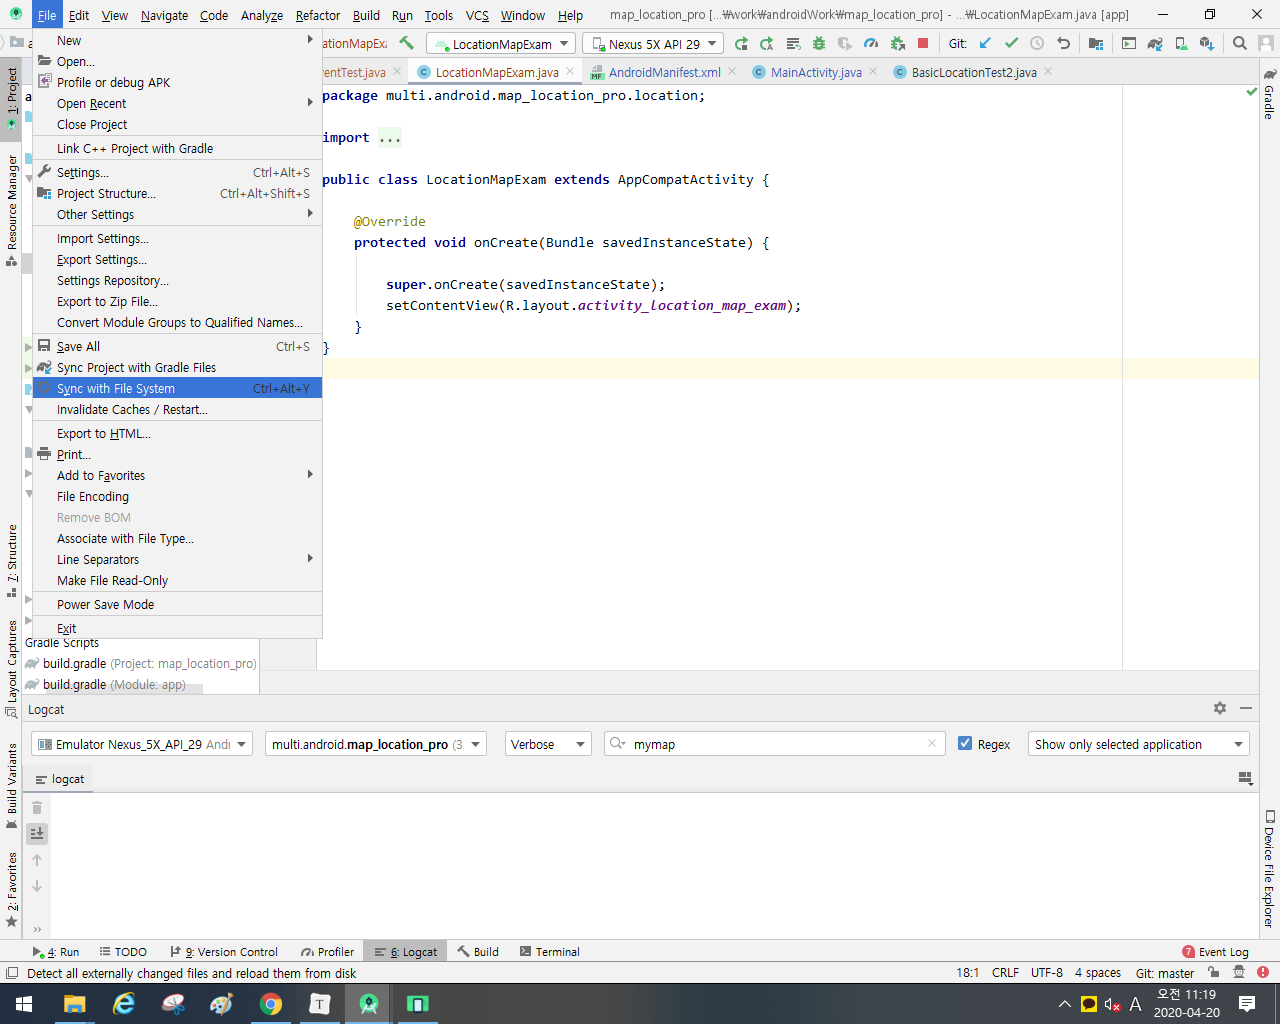 File Edit View Navigate Code Analyze Refactor Build Run Tools VCS Window Help map_location_pro [...₩work₩androidWork₩map_location_pro] - ...₩LocationMapExam.java [app]
LocationMapExam Nexus 5X API 29 Git:
ventTest.java LocationMapExam.java AndroidManifest.xml MainActivity.java BasicLocationTest2.java
New
Open...
Profile or debug APK
Open Recent
Close Project
Link C++ Project with Gradle
Settings... Ctrl+Alt+S
Project Structure... Ctrl+Alt+Shift+S
Other Settings
Import Settings...
Export Settings...
Settings Repository...
Export to Zip File...
Convert Module Groups to Qualified Names...
Save All Ctrl+S
Sync Project with Gradle Files
Sync with File System Ctrl+Alt+Y
Invalidate Caches / Restart...
Export to HTML...
Print...
Add to Favorites
File Encoding
Remove BOM
Associate with File Type...
Line Separators
Make File Read-Only
Power Save Mode
Exit
package multi.android.map_location_pro.location;
import ...
public class LocationMapExam extends AppCompatActivity {
@Override
protected void onCreate(Bundle savedInstanceState) {
super.onCreate(savedInstanceState);
setContentView(R.layout.activity_location_map_exam);
}
}
1: Project
Resource Manager
7: Structure
Layout Captures
Build Variants
2: Favorites
Gradle
Device File Explorer
Gradle Scripts
build.gradle (Project: map_location_pro)
build.gradle (Module: app)
Logcat
Emulator Nexus_5X_API_29 multi.android.map_location_pro (3 Verbose mymap Regex Show only selected application
logcat
4: Run TODO 9: Version Control Profiler 6: Logcat Build Terminal 7 Event Log
Detect all externally changed files and reload them from disk 18:1 CRLF UTF-8 4 spaces Git: master
T A 오전 11:19
2020-04-20